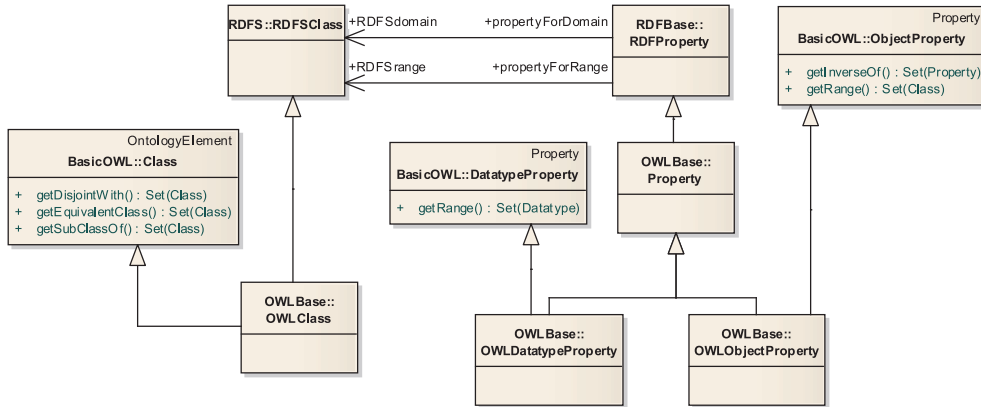 RDFS::RDFSClass
+RDFSdomain
+propertyForDomain
+RDFSrange
+propertyForRange
RDFBase::
RDFProperty
Property
BasicOWL::ObjectProperty
+ getInverseOf() : Set(Property)
+ getRange() : Set(Class)
OntologyElement
BasicOWL::Class
+ getDisjointWith() : Set(Class)
+ getEquivalentClass() : Set(Class)
+ getSubClassOf() : Set(Class)
Property
BasicOWL::DatatypeProperty
+ getRange() : Set(Datatype)
OWLBase::
Property
OWLBase::
OWLClass
OWLBase::
OWLDatatypeProperty
OWLBase::
OWLObjectProperty